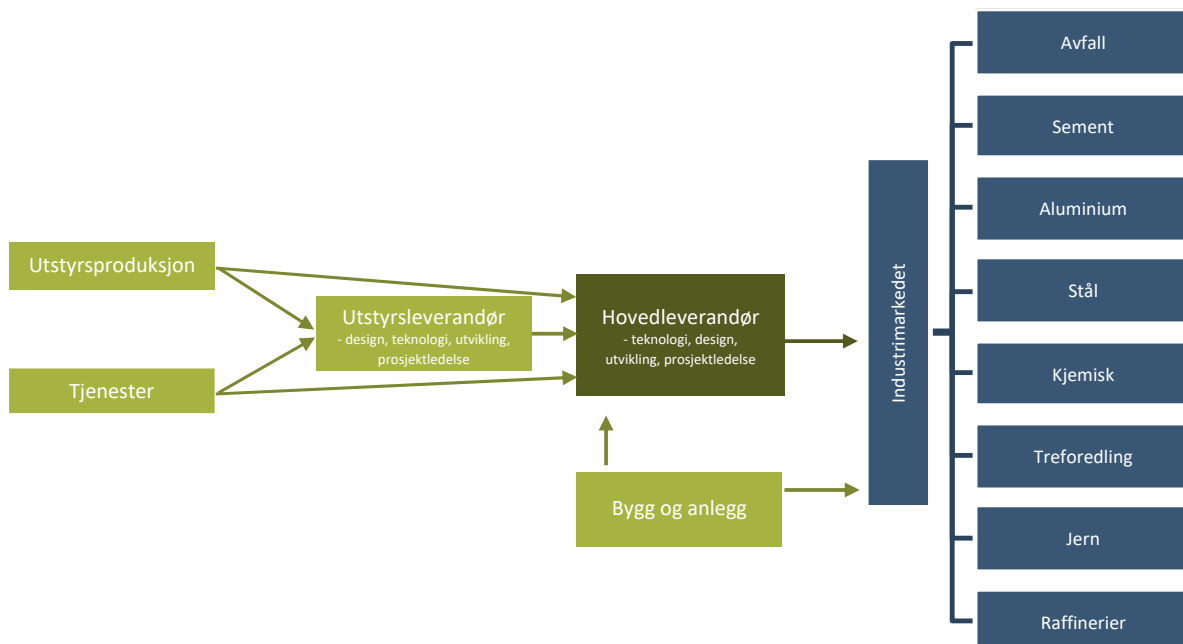 Utstyrsproduksjon
Tjenester
Utstyrsleverandør
- design, teknologi, utvikling,
prosjektledelse
Hovedleverandør
- teknologi, design,
utvikling, prosjektledelse
Bygg og anlegg
Industrimarkedet
Avfall
Sement
Aluminium
Stål
Kjemisk
Treforedling
Jern
Raffinerier